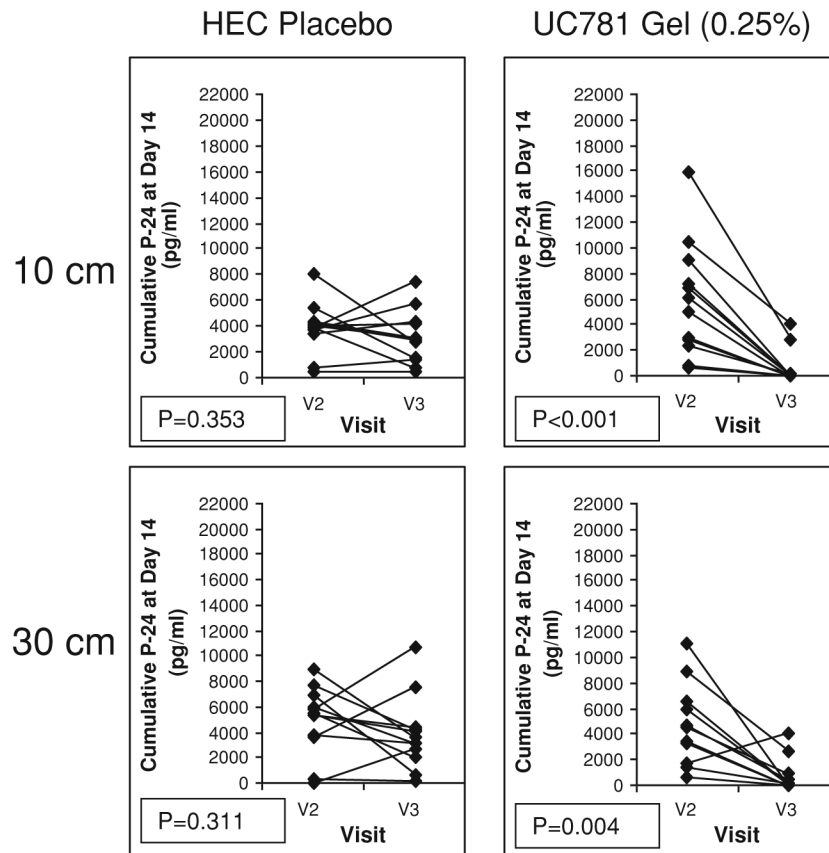 HEC Placebo
UC781 Gel (0.25%)
10 cm
Cumulative P-24 at Day 14
(pg/ml)
22000
20000
18000
16000
14000
12000
10000
8000
6000
4000
2000
0
V2
V3
Visit
P=0.353
Cumulative P-24 at Day 14
(pg/ml)
22000
20000
18000
16000
14000
12000
10000
8000
6000
4000
2000
0
V2
V3
Visit
P<0.001
30 cm
Cumulative P-24 at Day 14
(pg/ml)
22000
20000
18000
16000
14000
12000
10000
8000
6000
4000
2000
0
V2
V3
Visit
P=0.311
Cumulative P-24 at Day 14
(pg/ml)
22000
20000
18000
16000
14000
12000
10000
8000
6000
4000
2000
0
V2
V3
Visit
P=0.004